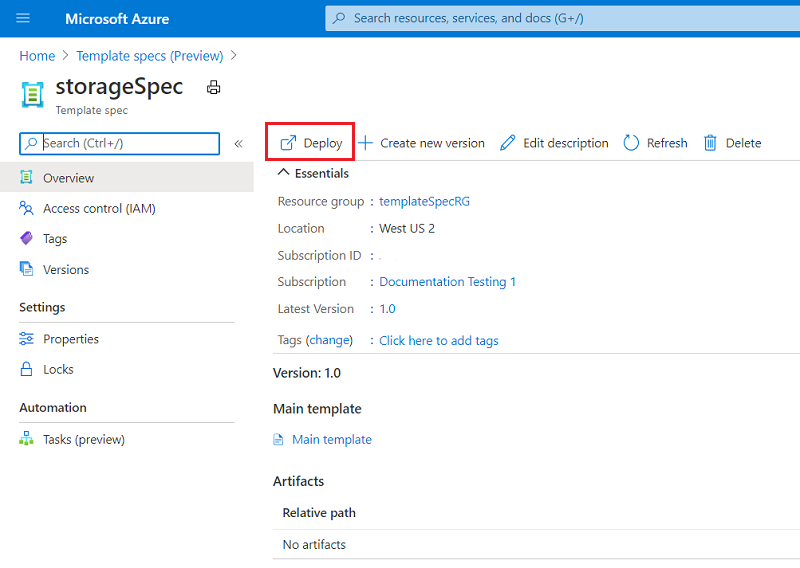 Microsoft Azure
Search resources, services, and docs (G+/)
Home > Template specs (Preview) >
storageSpec
Template spec
Search (Ctrl+/)
«
Deploy
Create new version
Edit description
Refresh
Delete
Overview
Access control (IAM)
Tags
Versions
Settings
Properties
Locks
Automation
Tasks (preview)
Essentials
Resource group : templateSpecRG
Location : West US 2
Subscription ID :
Subscription : Documentation Testing 1
Latest Version : 1.0
Tags (change) : Click here to add tags
Version: 1.0
Main template
Main template
Artifacts
Relative path
No artifacts